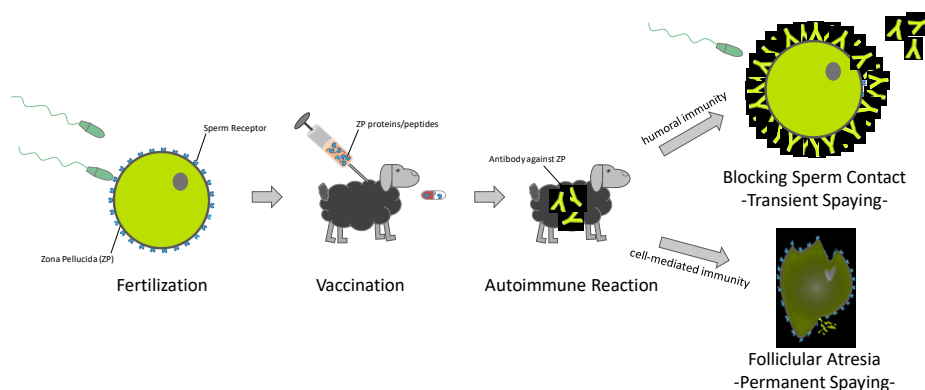 Sperm Receptor
Zona Pellucida (ZP)
Fertilization
ZP proteins/peptides
Vaccination
Antibody against ZP
Autoimmune Reaction
humoral immunity
Blocking Sperm Contact
-Transient Spaying-
cell-mediated immunity
Follicular Atresia
-Permanent Spaying-